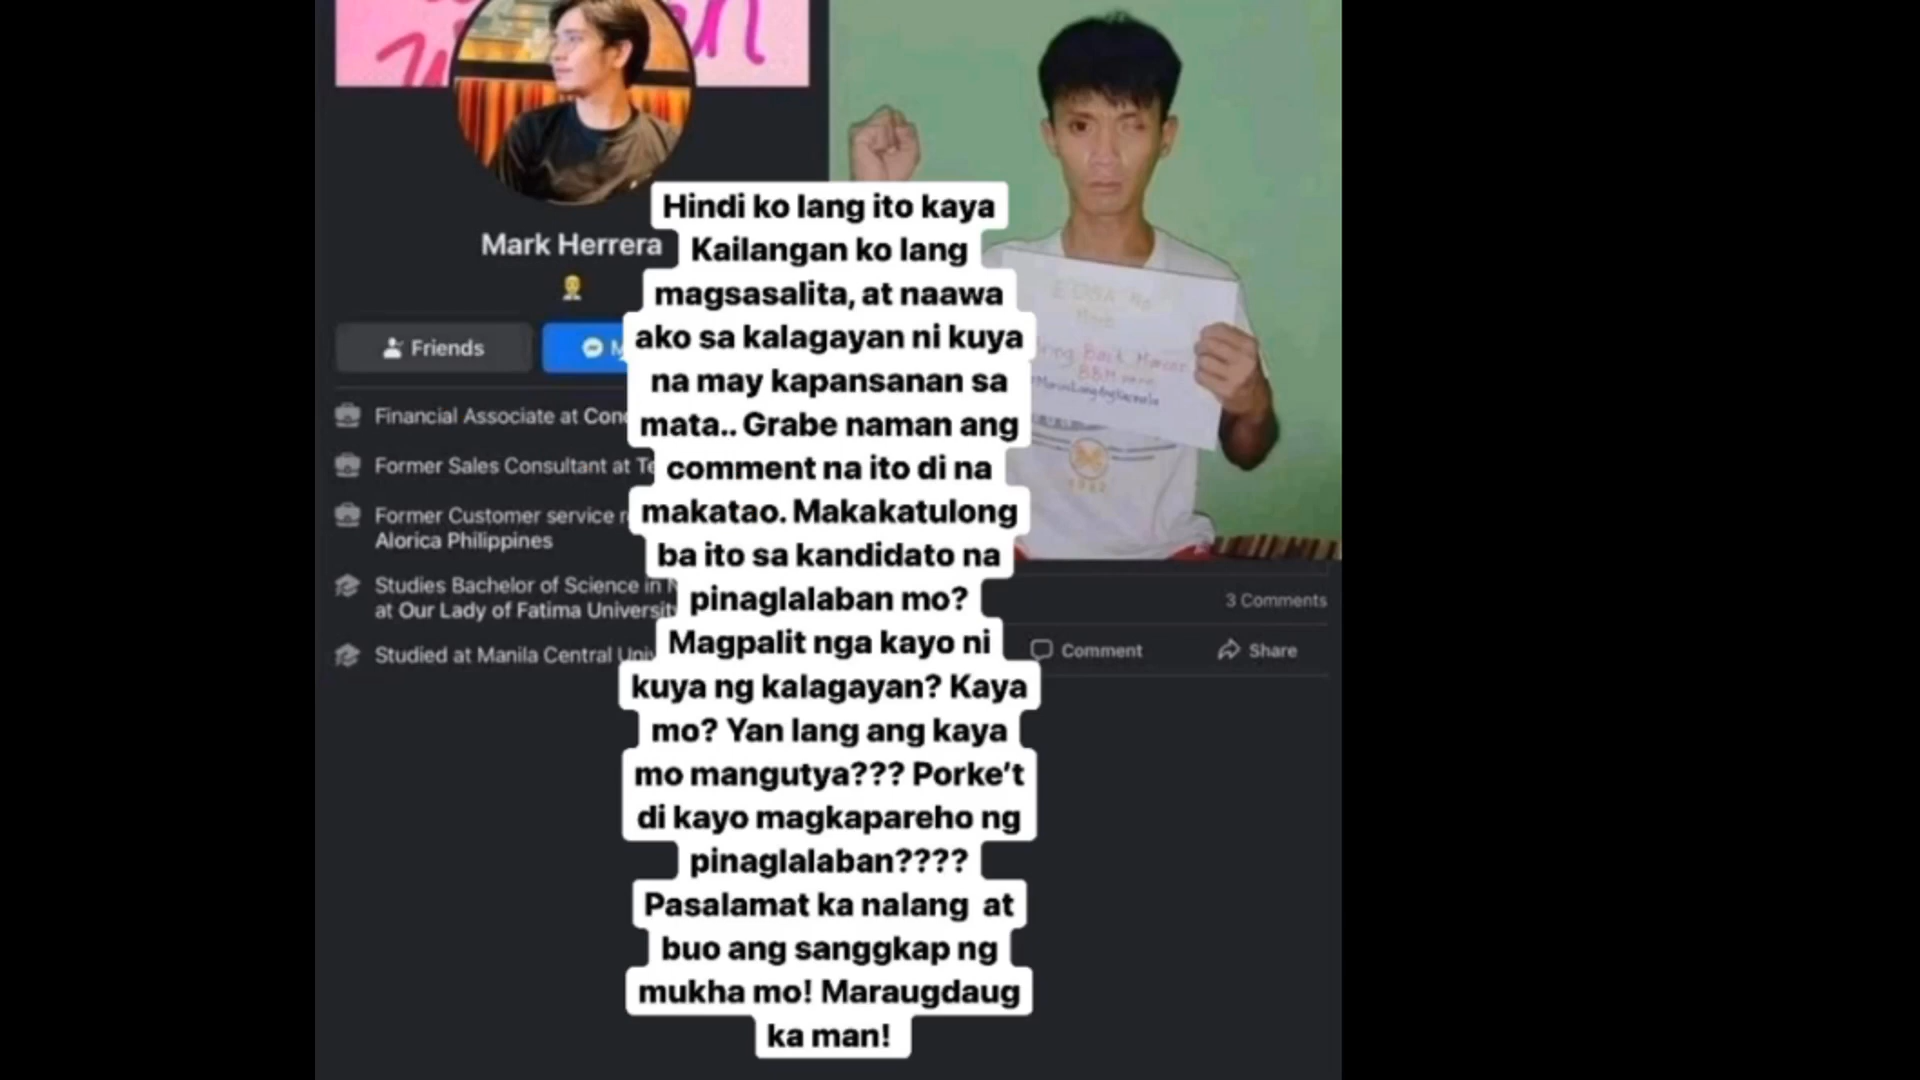 Mark Herrera
Friends
Financial Associate at
Former Sales Consultant at
Former Customer service
Alorica Philippines
Studies Bachelor of Science in
at Our Lady of Fatima University
Studied at Manila Central
Hindi ko lang ito kaya
Kailangan ko lang
magsasalita, at naawa
ako sa kalagayan ni kuya
na may kapansanan sa
mata.. Grabe naman ang
comment na ito di na
makatao. Makakatulong
ba ito sa kandidato na
pinaglalaban mo?
Magpalit nga kayo ni
kuya ng kalagayan? Kaya
mo? Yan lang ang kaya
mo mangutya??? Porke't
di kayo magkapareho ng
pinaglalaban????
Pasalamat ka nalang at
buo ang sanggkap ng
mukha mo! Maraugdaug
ka man!
Back Marcos
BBM
3 Comments
Comment
Share